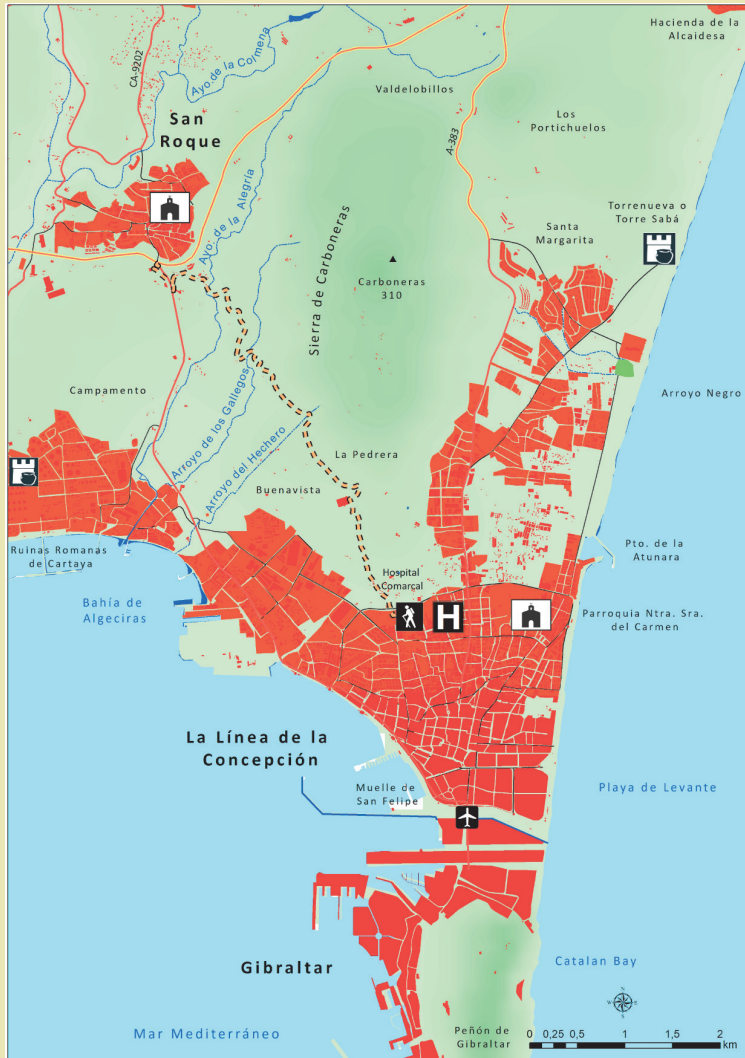 Hacienda de la
Alcaidesa
CA-9202
Ayo.de la Colmena
Valdelobillos
San
Roque
Los
Portichuelos
A-383
Ayo. de la Alegría
Torrenueva o
Torre Sabá
Santa
Margarita
Sierra de Carboneras
Carboneras
310
Campamento
Arroyo Negro
Arroyo de los Gallegos
Arroyo del Hechero
La Pedrera
Buenavista
Ruinas Romanas
de Cartaya
Pto. de la
Atunara
Hospital
Comarcal
H
Bahía de
Algeciras
Parroquia Ntra. Sra.
del Carmen
La Línea de la
Concepción
Muelle de
San Felipe
Playa de Levante
Gibraltar
Catalan Bay
N
W
E
S
Mar Mediterráneo
Peñón de
Gibraltar
0 0,25 0,5 1 1,5 2
km